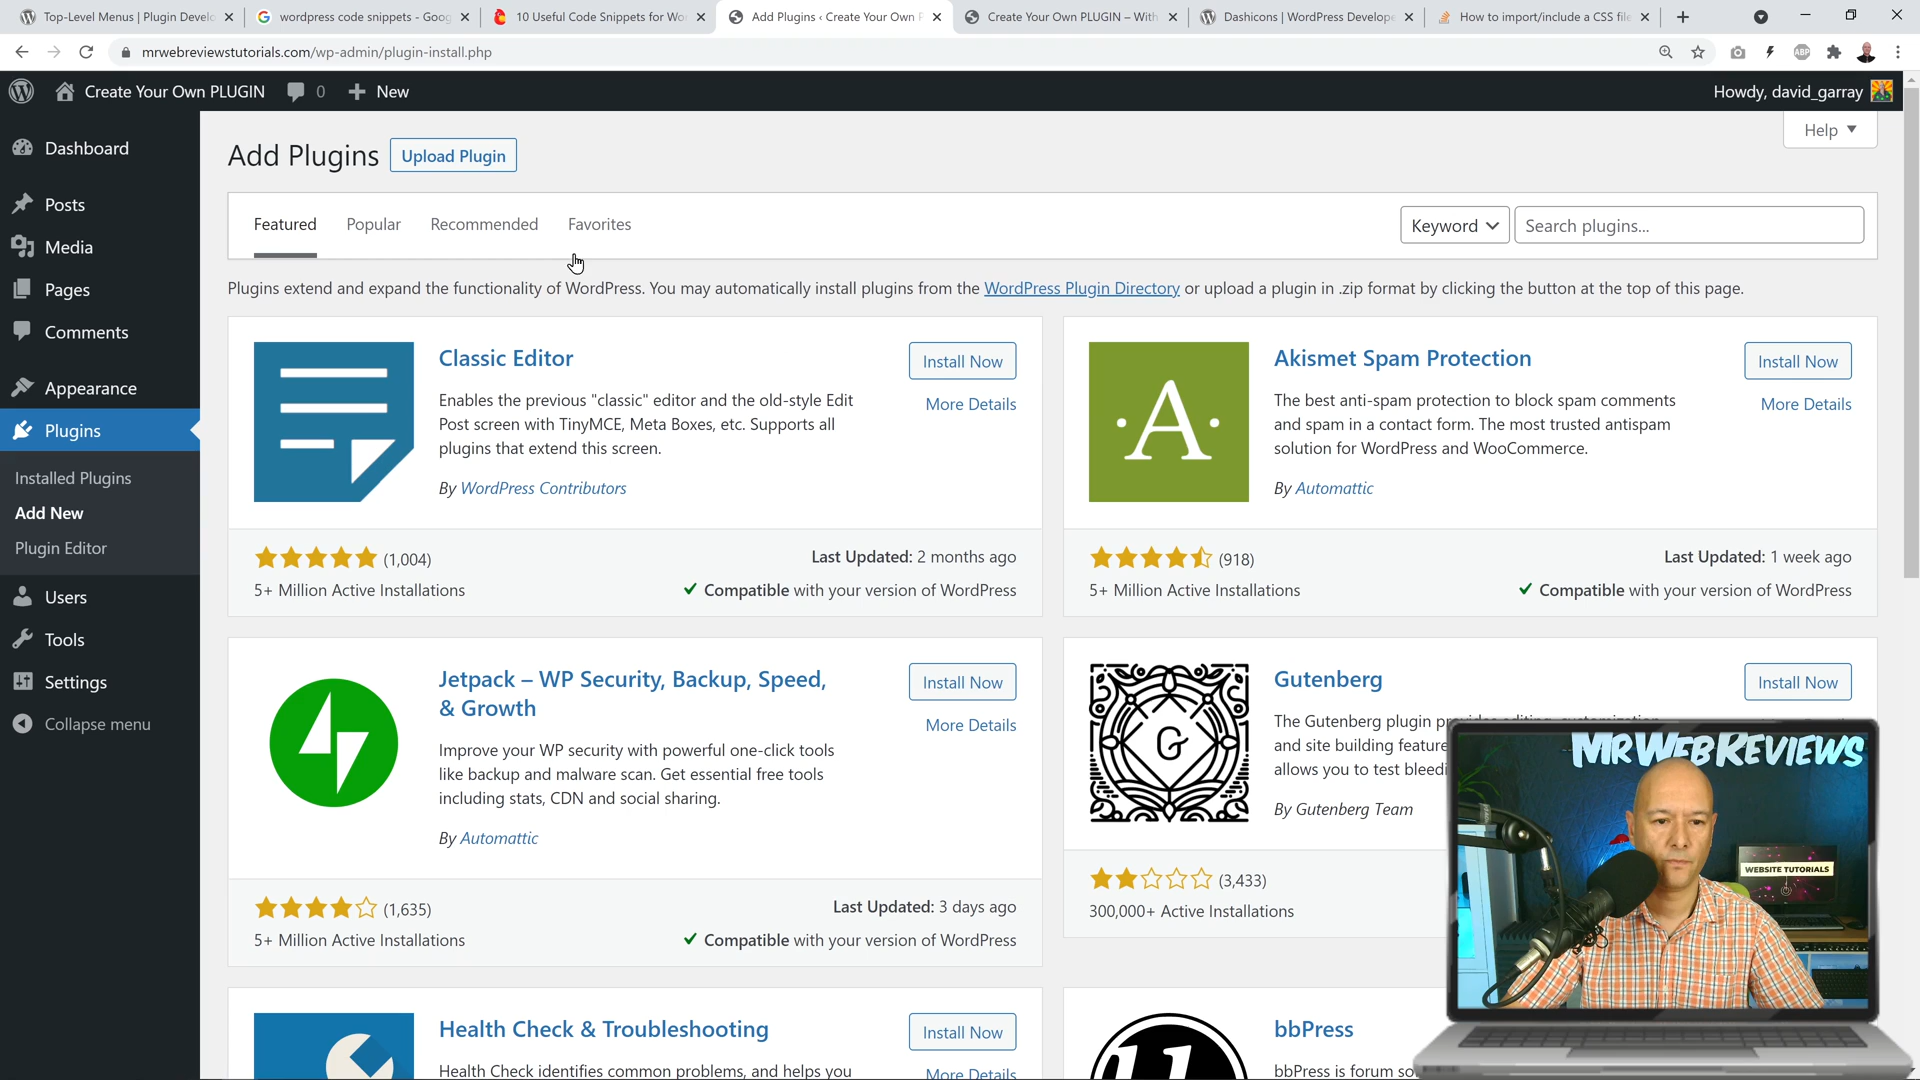 Top-Level Menus | Plugin Develo
wordpress code snippets - Goog
10 Useful Code Snippets for Wo
Add Plugins ‹ Create Your Own P
Create Your Own PLUGIN – With
Dashicons | WordPress Develope
How to import/include a CSS file
mrwebreviewstutorials.com/wp-admin/plugin-install.php
ABP
Create Your Own PLUGIN
0
New
Howdy, david_garray
Help
Dashboard
Posts
Media
Pages
Comments
Appearance
Plugins
Installed Plugins
Add New
Plugin Editor
Users
Tools
Settings
Collapse menu
Add Plugins
Upload Plugin
Featured
Popular
Recommended
Favorites
Keyword
Search plugins...
Plugins extend and expand the functionality of WordPress. You may automatically install plugins from the WordPress Plugin Directory or upload a plugin in .zip format by clicking the button at the top of this page.
Classic Editor
Install Now
More Details
Enables the previous "classic" editor and the old-style Edit
Post screen with TinyMCE, Meta Boxes, etc. Supports all
plugins that extend this screen.
By WordPress Contributors
(1,004)
Last Updated: 2 months ago
5+ Million Active Installations
Compatible with your version of WordPress
A
Akismet Spam Protection
Install Now
More Details
The best anti-spam protection to block spam comments
and spam in a contact form. The most trusted antispam
solution for WordPress and WooCommerce.
By Automattic
(918)
Last Updated: 1 week ago
5+ Million Active Installations
Compatible with your version of WordPress
Jetpack – WP Security, Backup, Speed,
& Growth
Install Now
More Details
Improve your WP security with powerful one-click tools
like backup and malware scan. Get essential free tools
including stats, CDN and social sharing.
By Automattic
(1,635)
Last Updated: 3 days ago
5+ Million Active Installations
Compatible with your version of WordPress
G
Gutenberg
Install Now
The Gutenberg plugin provides editing, customization
and site building feature
allows you to test bleedi
By Gutenberg Team
(3,433)
300,000+ Active Installations
MRWEBREVIEWS
WEBSITE TUTORIALS
Health Check & Troubleshooting
Install Now
More Details
Health Check identifies common problems, and helps you
bbPress
bbPress is forum so